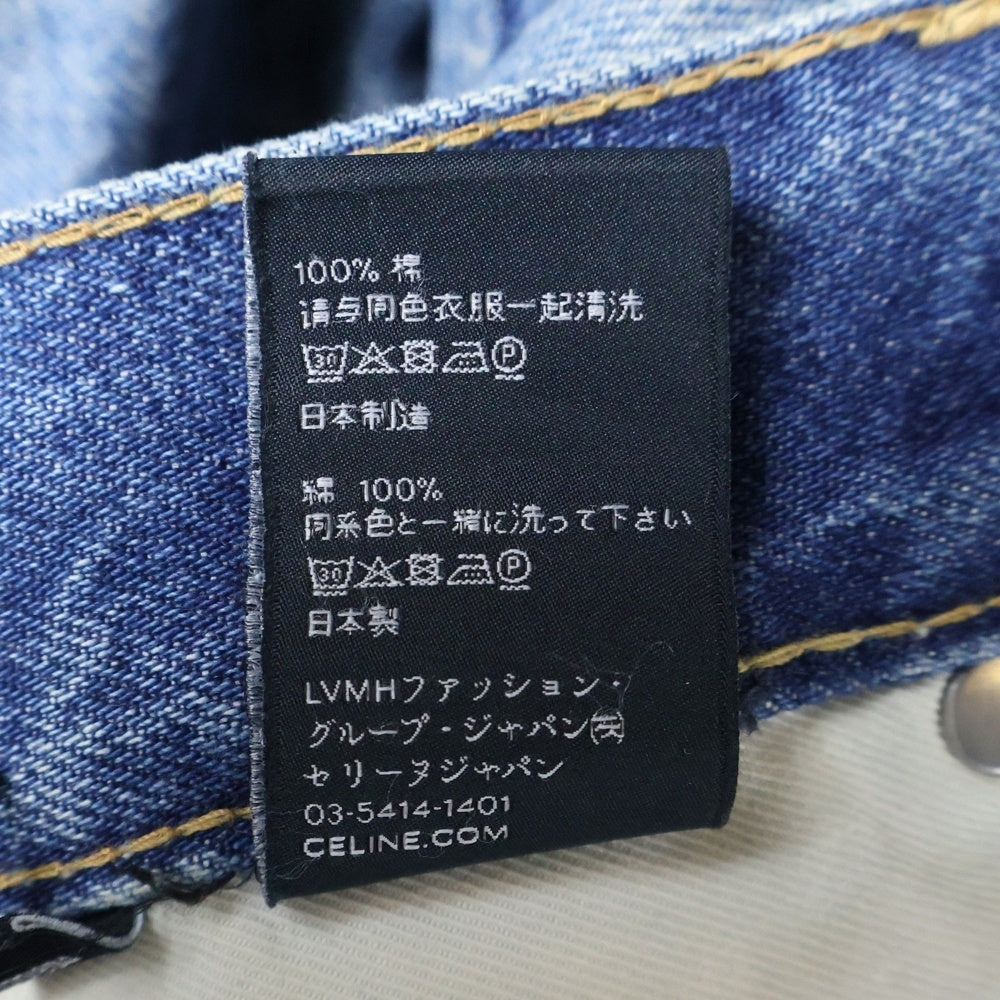 100% 棉
请与同色衣服一起清洗
30 P
日本制造
綿 100%
同系色と一緒に洗って下さい
30 P
日本製
LVMHファッション・
グループ・ジャパン㈱
セリーヌジャパン
03-5414-1401
CELINE.COM